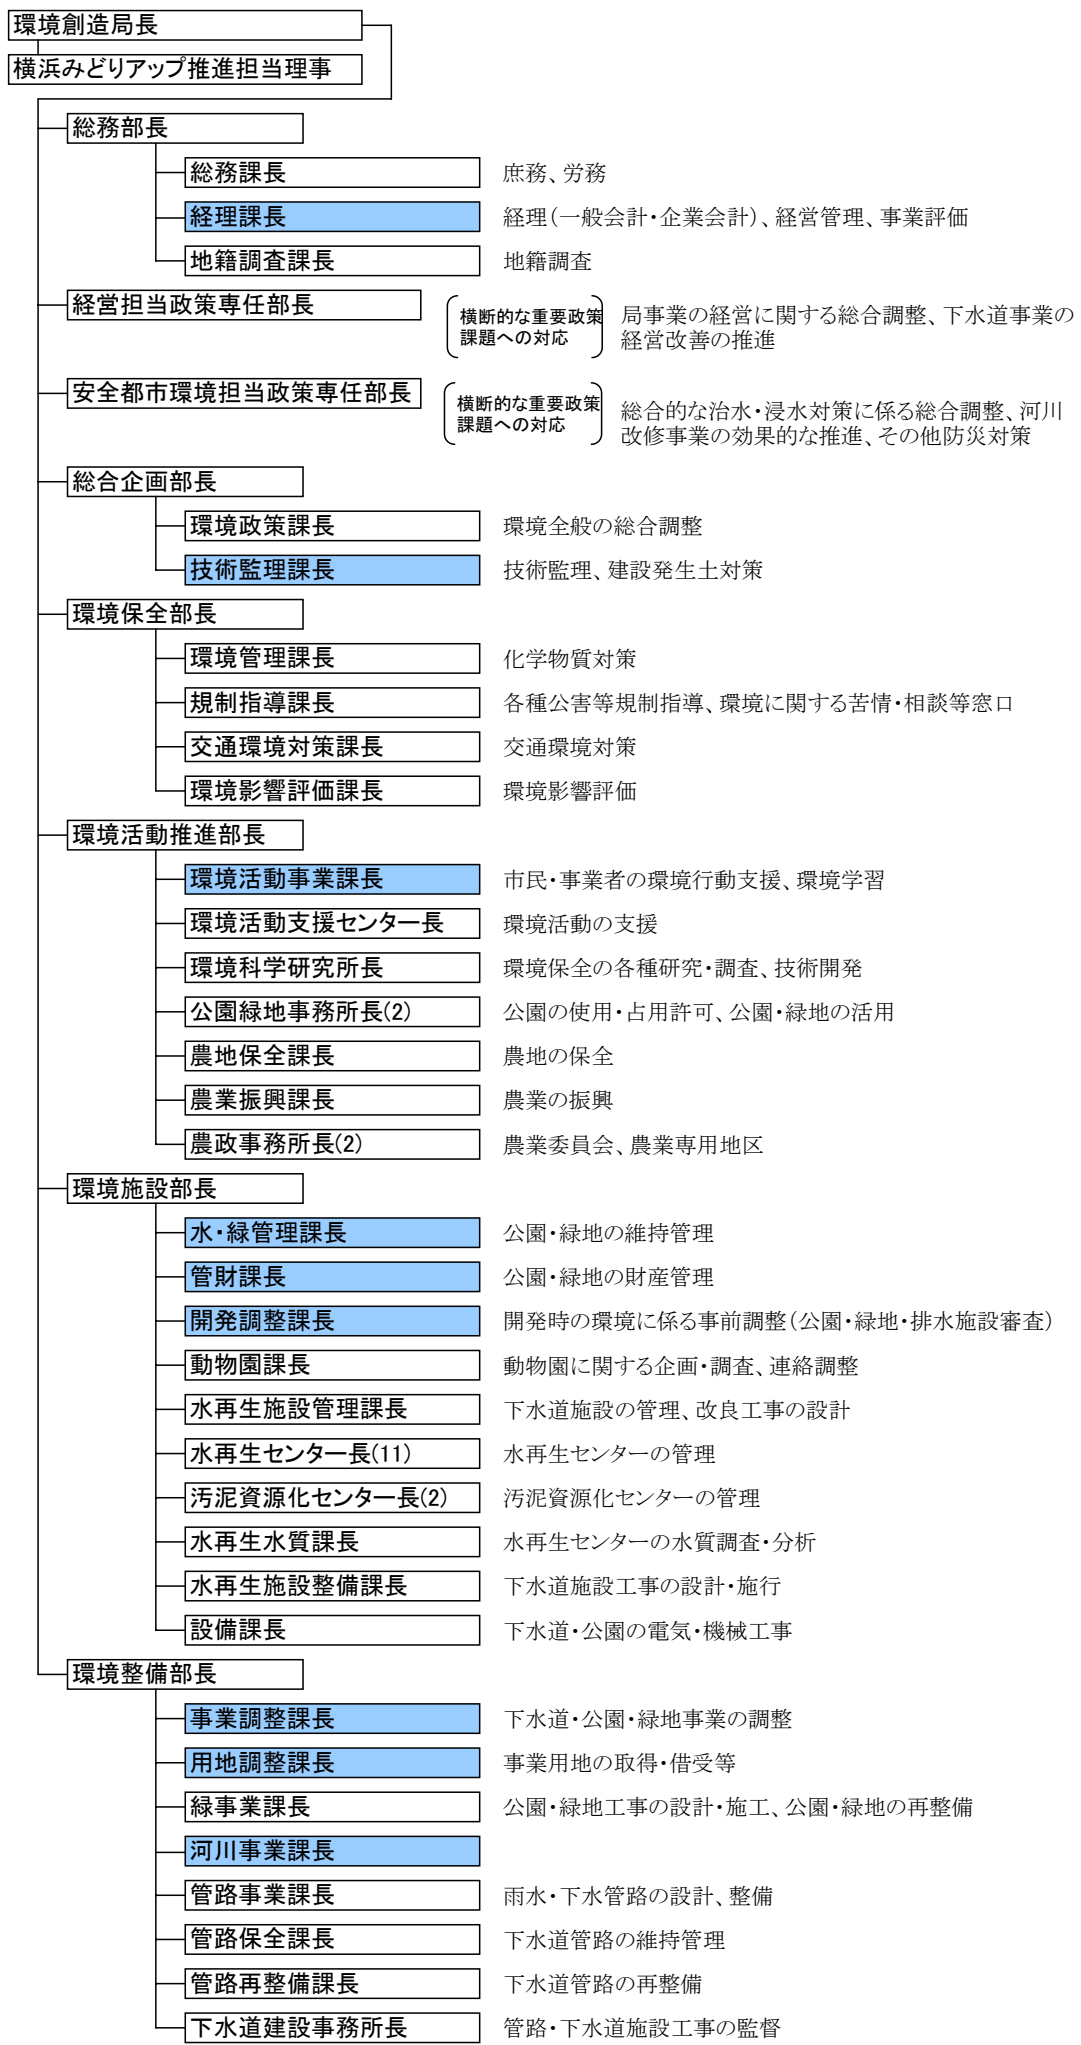 環境創造局長
横浜みどりアップ推進担当理事
総務部長
総務課長 庶務、労務
経理課長 経理(一般会計・企業会計)、経営管理、事業評価
地籍調査課長 地籍調査
経営担当政策専任部長 横断的な重要政策 局事業の経営に関する総合調整、下水道事業の
課題への対応 経営改善の推進
安全都市環境担当政策専任部長 横断的な重要政策 総合的な治水・浸水対策に係る総合調整、河川
課題への対応 改修事業の効果的な推進、その他防災対策
総合企画部長
環境政策課長 環境全般の総合調整
技術監理課長 技術監理、建設発生土対策
環境保全部長
環境管理課長 化学物質対策
規制指導課長 各種公害等規制指導、環境に関する苦情・相談等窓口
交通環境対策課長 交通環境対策
環境影響評価課長 環境影響評価
環境活動推進部長
環境活動事業課長 市民・事業者の環境行動支援、環境学習
環境活動支援センター長 環境活動の支援
環境科学研究所長 環境保全の各種研究・調査、技術開発
公園緑地事務所長(2) 公園の使用・占用許可、公園・緑地の活用
農地保全課長 農地の保全
農業振興課長 農業の振興
農政事務所長(2) 農業委員会、農業専用地区
環境施設部長
水・緑管理課長 公園・緑地の維持管理
管財課長 公園・緑地の財産管理
開発調整課長 開発時の環境に係る事前調整(公園・緑地・排水施設審査)
動物園課長 動物園に関する企画・調査、連絡調整
水再生施設管理課長 下水道施設の管理、改良工事の設計
水再生センター長(11) 水再生センターの管理
汚泥資源化センター長(2) 汚泥資源化センターの管理
水再生水質課長 水再生センターの水質調査・分析
水再生施設整備課長 下水道施設工事の設計・施行
設備課長 下水道・公園の電気・機械工事
環境整備部長
事業調整課長 下水道・公園・緑地事業の調整
用地調整課長 事業用地の取得・借受等
緑事業課長 公園・緑地工事の設計・施工、公園・緑地の再整備
河川事業課長
管路事業課長 雨水・下水管路の設計、整備
管路保全課長 下水道管路の維持管理
管路再整備課長 下水道管路の再整備
下水道建設事務所長 管路・下水道施設工事の監督